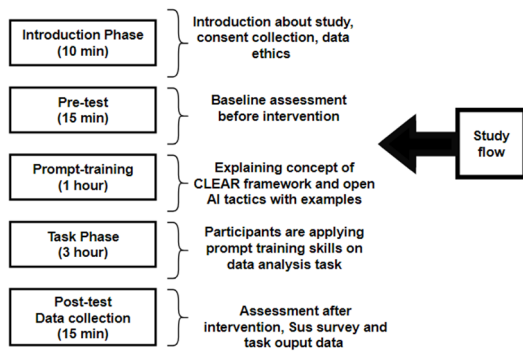 Introduction Phase
(10 min)
Introduction about study,
consent collection, data
ethics
Pre-test
(15 min)
Baseline assessment
before intervention
Prompt-training
(1 hour)
Explaining concept of
CLEAR framework and open
AI tactics with examples
Task Phase
(3 hour)
Participants are applying
prompt training skills on
data analysis task
Post-test
Data collection
(15 min)
Assessment after
intervention, Sus survey and
task ouput data
Study
flow